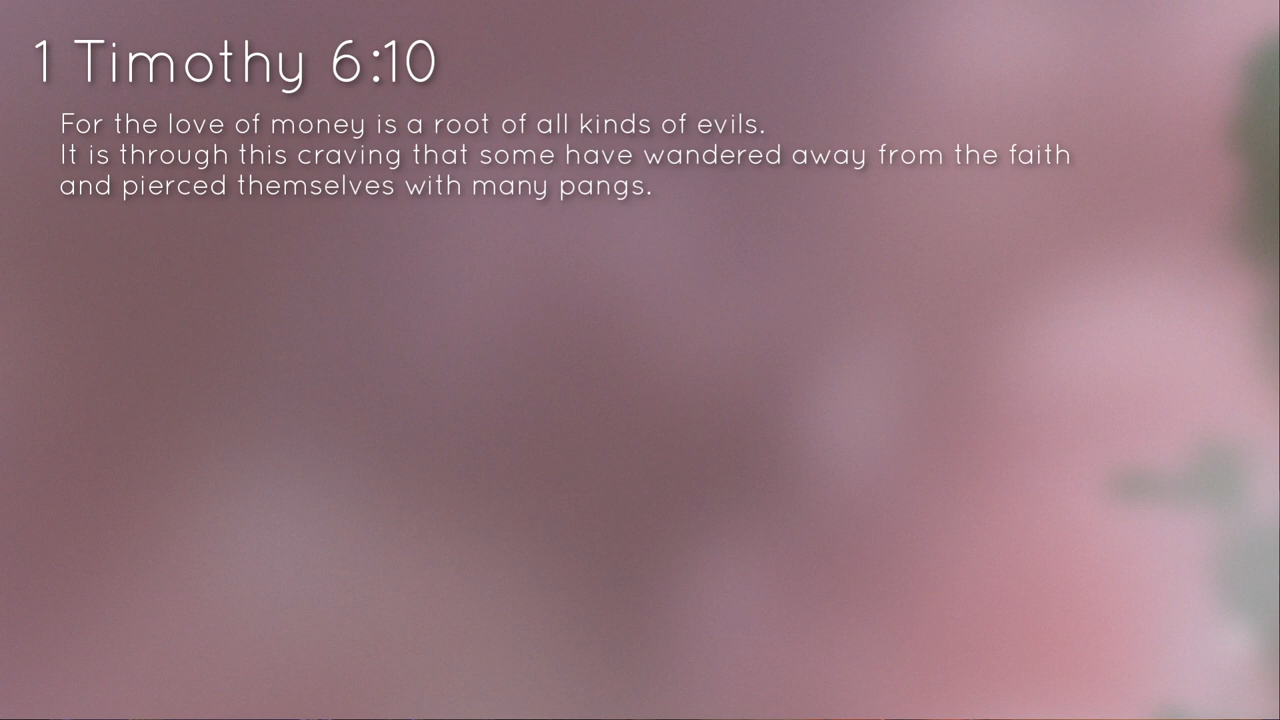 1 Timothy 6:10
For the love of money is a root of all kinds of evils.
It is through this craving that some have wandered away from the faith
and pierced themselves with many pangs.